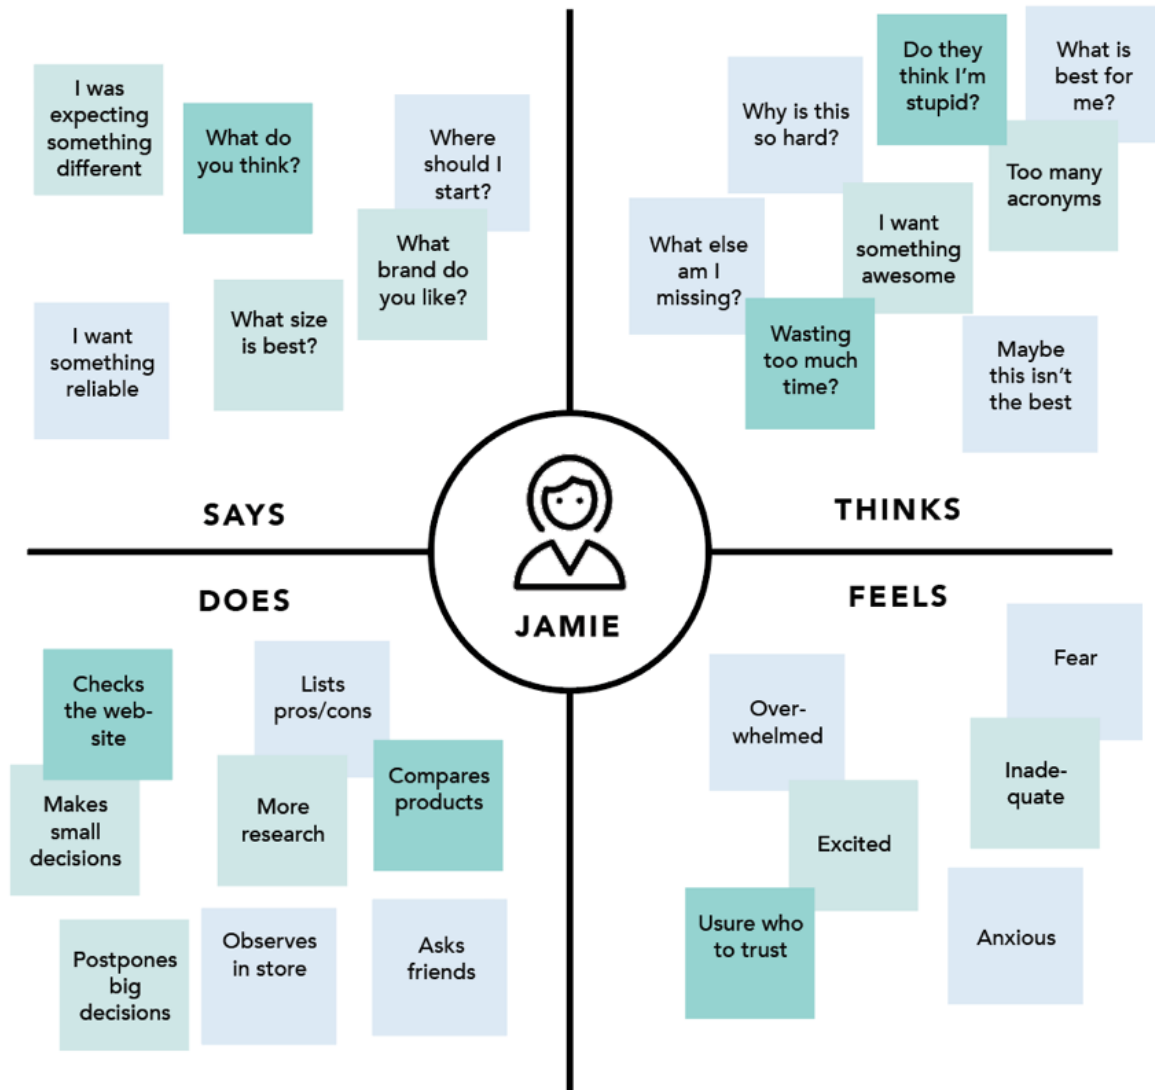 I was
expecting
something
different
What do
you think?
Where
should I
start?
What
brand do
you like?
What size
is best?
I want
something
reliable
SAYS
Do they
think I'm
stupid?
What is
best for
me?
Why is this
so hard?
Too many
acronyms
I want
something
awesome
What else
am I
missing?
Wasting
too much
time?
Maybe
this isn't
the best
THINKS
JAMIE
DOES
Checks
the web-
site
Lists
pros/cons
Compares
products
Makes
small
decisions
More
research
Postpones
big
decisions
Observes
in store
Asks
friends
FEELS
Fear
Over-
whelmed
Inade-
quate
Excited
Usure who
to trust
Anxious